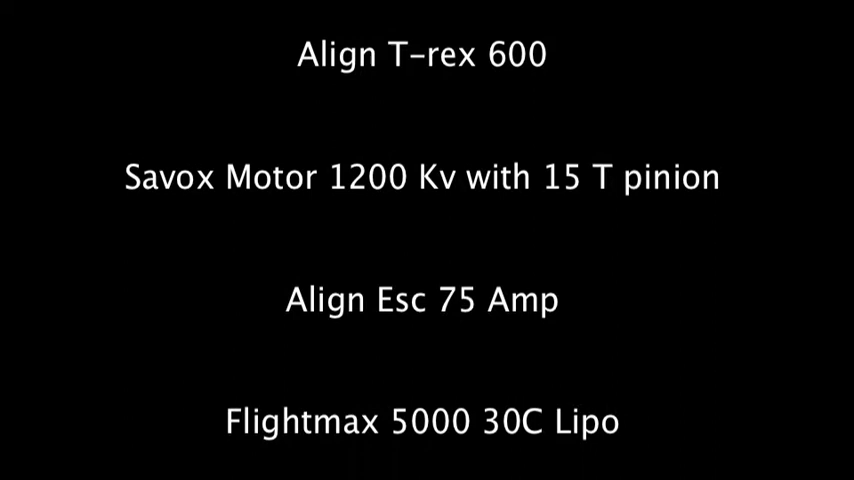 Align T-rex 600
Savox Motor 1200 Kv with 15 T pinion
Align Esc 75 Amp
Flightmax 5000 30C Lipo